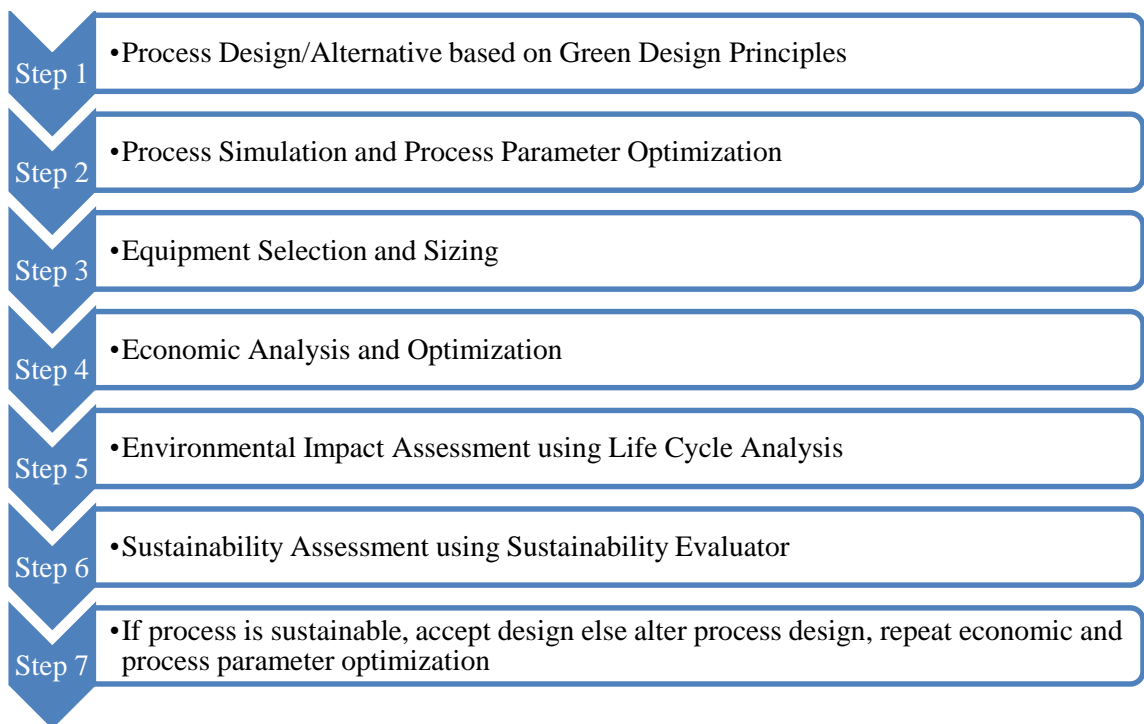 Step 1
•Process Design/Alternative based on Green Design Principles
Step 2
•Process Simulation and Process Parameter Optimization
Step 3
•Equipment Selection and Sizing
Step 4
•Economic Analysis and Optimization
Step 5
•Environmental Impact Assessment using Life Cycle Analysis
Step 6
•Sustainability Assessment using Sustainability Evaluator
Step 7
•If process is sustainable, accept design else alter process design, repeat economic and
process parameter optimization